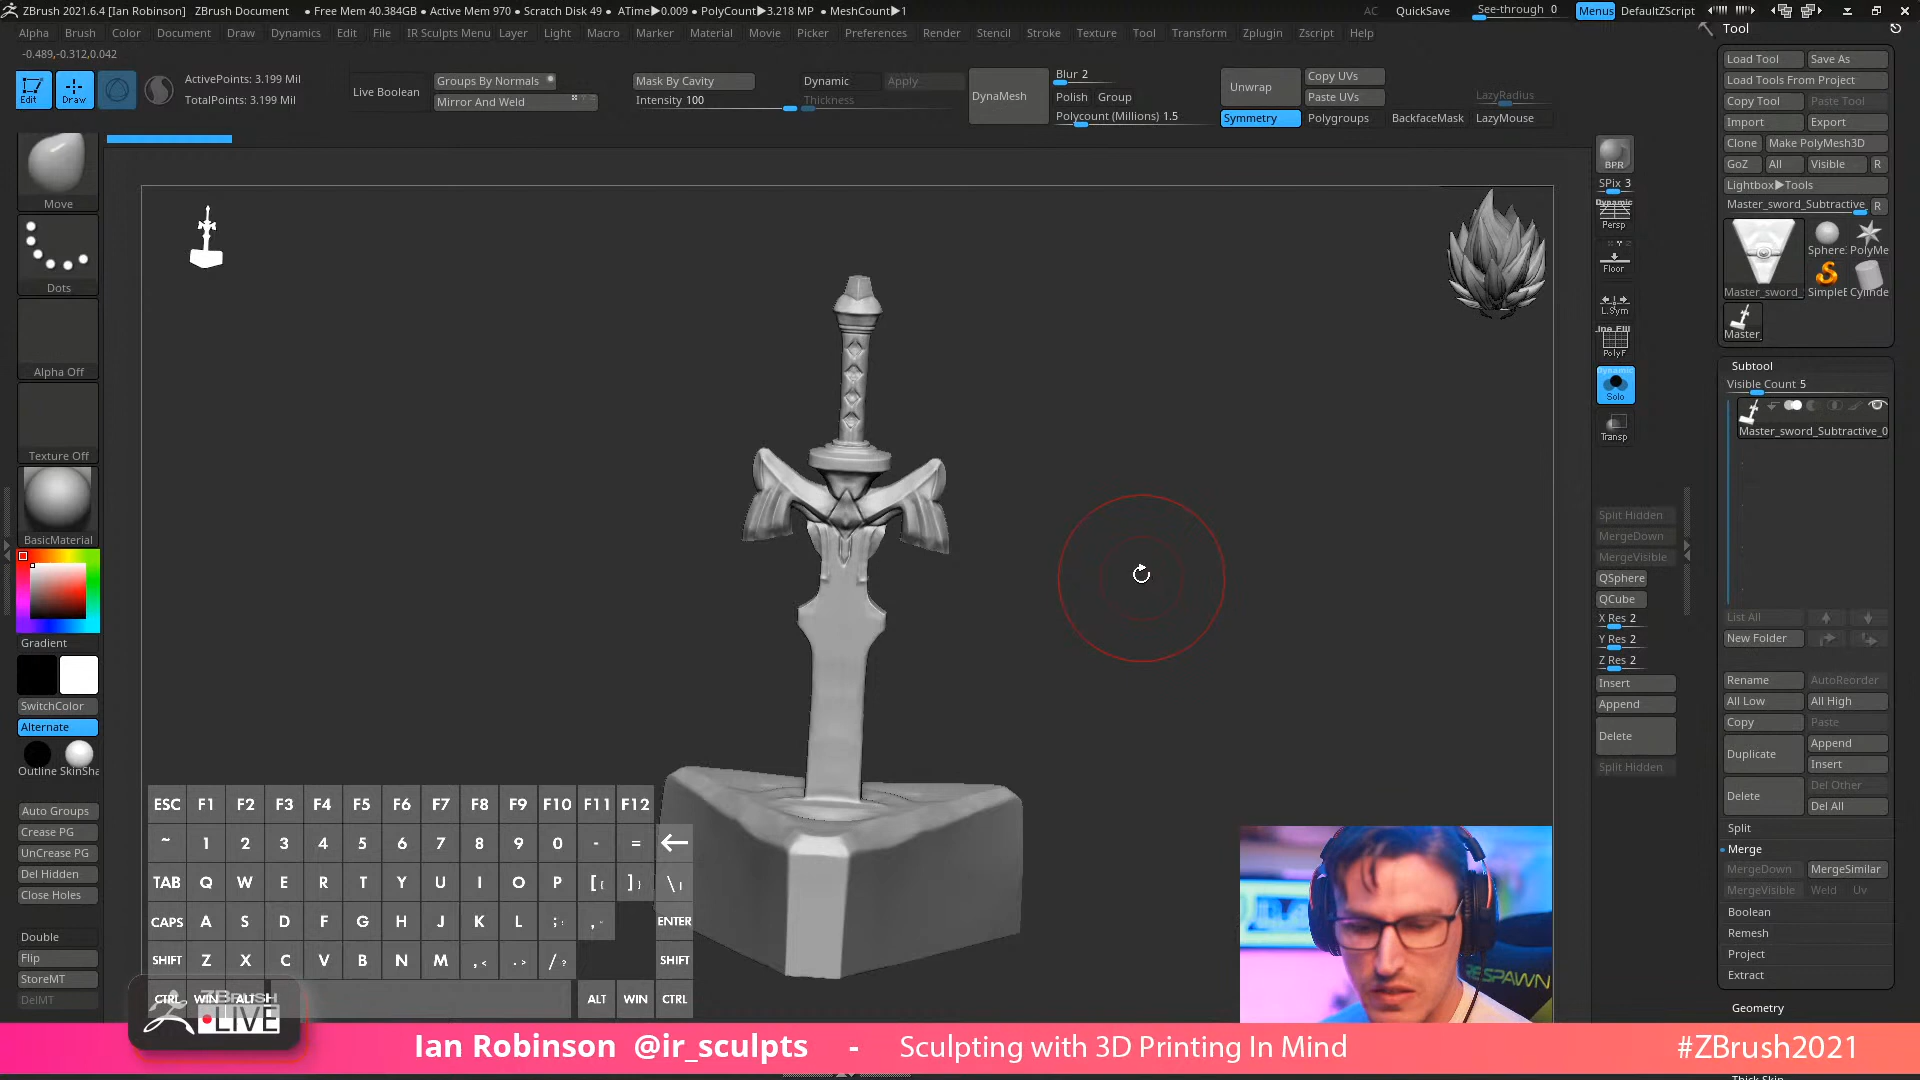 ZBrush 2021.6.4 [Ian Robinson] ZBrush Document • Free Mem 40.384GB • Active Mem 970 • Scratch Disk 49 • ATime▶0.009 • PolyCount▶3.218 MP • MeshCount▶1 AC QuickSave See-through 0 Menus DefaultZScript
Alpha Brush Color Document Draw Dynamics Edit File IR Sculpts Menu Layer Light Macro Marker Material Movie Picker Preferences Render Stencil Stroke Texture Tool Transform Zplugin Zscript Help
-0.489,-0.312,0.042
Edit Draw
ActivePoints: 3.199 Mil
TotalPoints: 3.199 Mil
Live Boolean
Groups By Normals
Mirror And Weld
Mask By Cavity
Intensity 100
Dynamic Apply
Thickness
DynaMesh
Blur 2
Polish Group
Polycount (Millions) 1.5
Unwrap
Copy UVs
Paste UVs
Symmetry
Polygroups
BackfaceMask
LazyRadius
LazyMouse
Move
Dots
Alpha Off
Texture Off
BasicMaterial
Gradient
SwitchColor
Alternate
Outline SkinSha
Auto Groups
Crease PG
UnCrease PG
Del Hidden
Close Holes
Double
Flip
StoreMT
DelMT
ESC F1 F2 F3 F4 F5 F6 F7 F8 F9 F10 F11 F12
~ 1 2 3 4 5 6 7 8 9 0 - =
TAB Q W E R T Y U I O P [{ ]} \|
CAPS A S D F G H J K L ;: ENTER
SHIFT Z X C V B N M ,< .> /? SHIFT
CTRL WIN ALT ALT WIN CTRL
BPR
SPix 3
Dynamic
Persp
Floor
L.Sym
Line Fill
PolyF
Dynamic
Solo
Transp
Split Hidden
MergeDown
MergeVisible
QSphere
QCube
X Res 2
Y Res 2
Z Res 2
Insert
Append
Delete
Split Hidden
Tool
Load Tool Save As
Load Tools From Project
Copy Tool Paste Tool
Import Export
Clone Make PolyMesh3D
GoZ All Visible R
Lightbox▶Tools
Master_sword_Subtractive_ R
Sphere PolyMe
Master_sword_ SimpleE Cylinde
Master_
Subtool
Visible Count 5
Master_sword_Subtractive_0
List All
New Folder
Rename AutoReorder
All Low All High
Copy Paste
Duplicate Append
Insert
Delete Del Other
Del All
Split
Merge
MergeDown MergeSimilar
MergeVisible Weld Uv
Boolean
Remesh
Project
Extract
Geometry
RESPAWN
ZBRUSH
LIVE
Ian Robinson @ir_sculpts - Sculpting with 3D Printing In Mind #ZBrush2021
Thick Skin